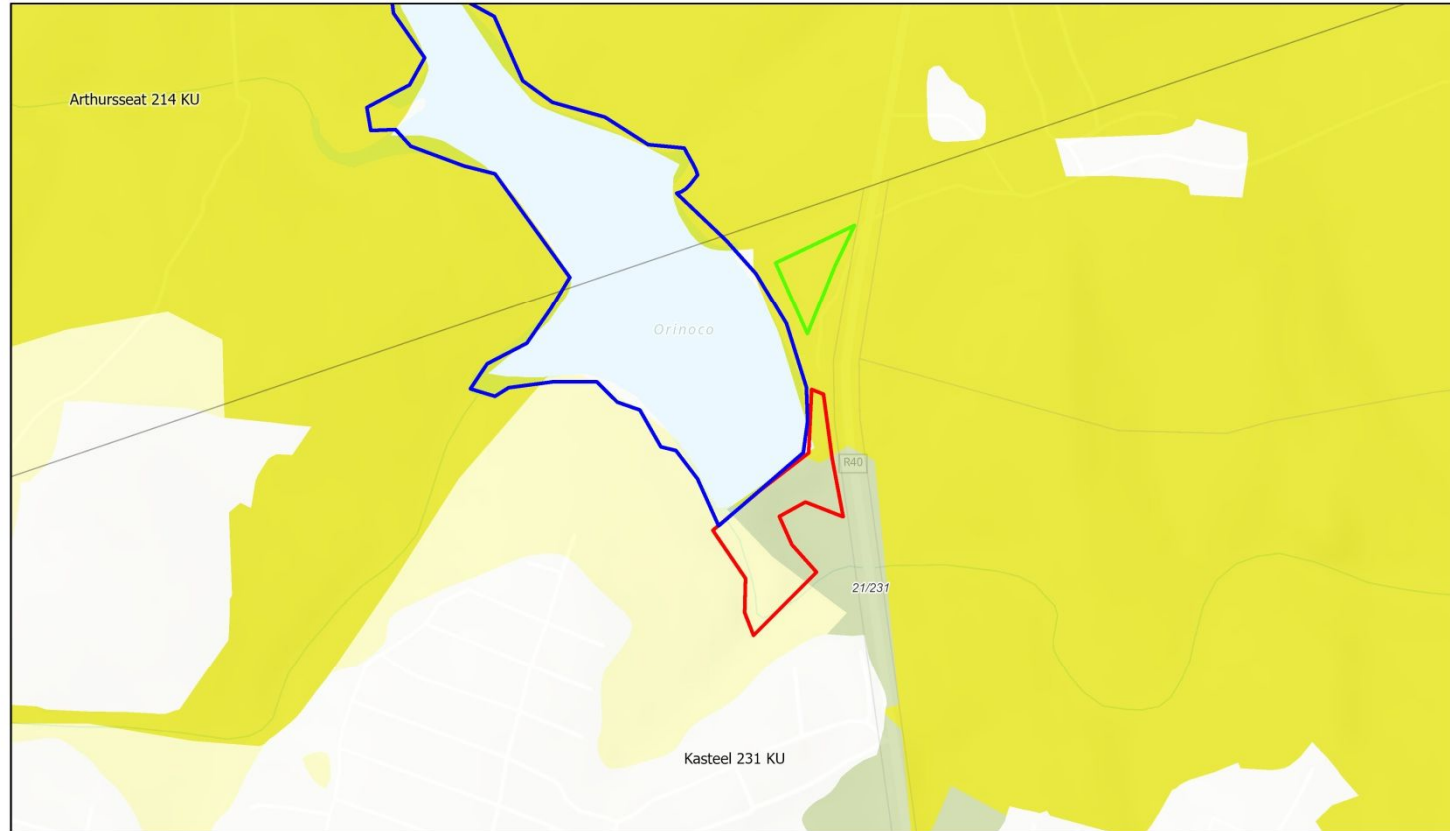 Arthursseat 214 KU
Orinoco
R40
21/231
Kasteel 231 KU